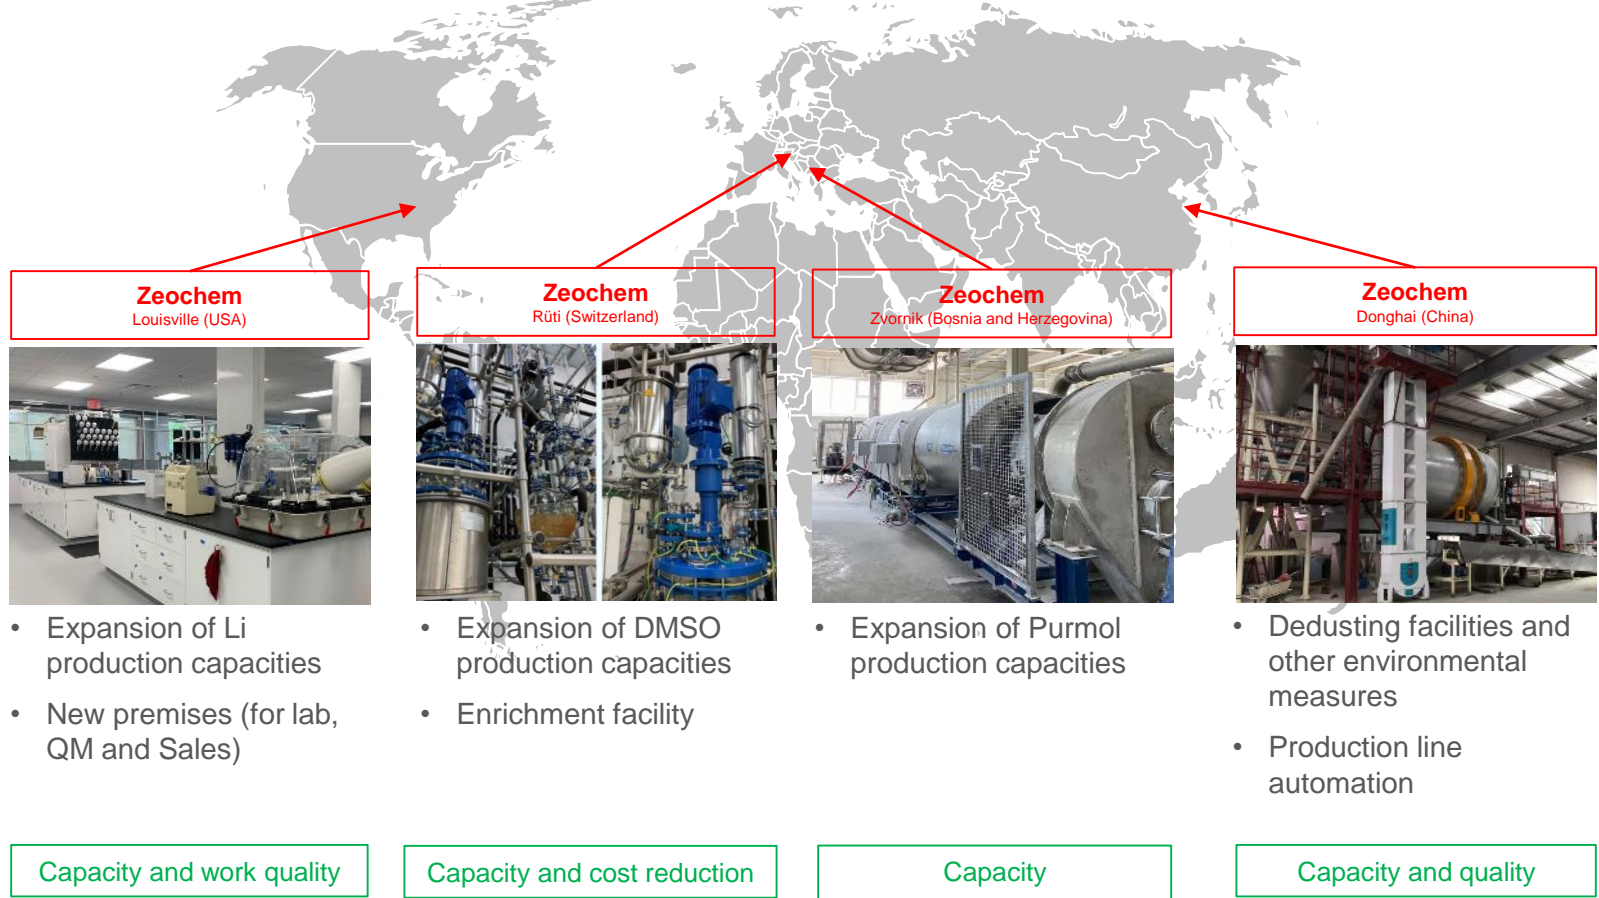 Zeochem
Louisville (USA)
Zeochem
Rüti (Switzerland)
Zeochem
Zvornik (Bosnia and Herzegovina)
Zeochem
Donghai (China)
• Expansion of Li
production capacities
• New premises (for lab,
QM and Sales)
• Expansion of DMSO
production capacities
• Enrichment facility
• Expansion of Purmol
production capacities
• Dedusting facilities and
other environmental
measures
• Production line
automation
Capacity and work quality
Capacity and cost reduction
Capacity
Capacity and quality